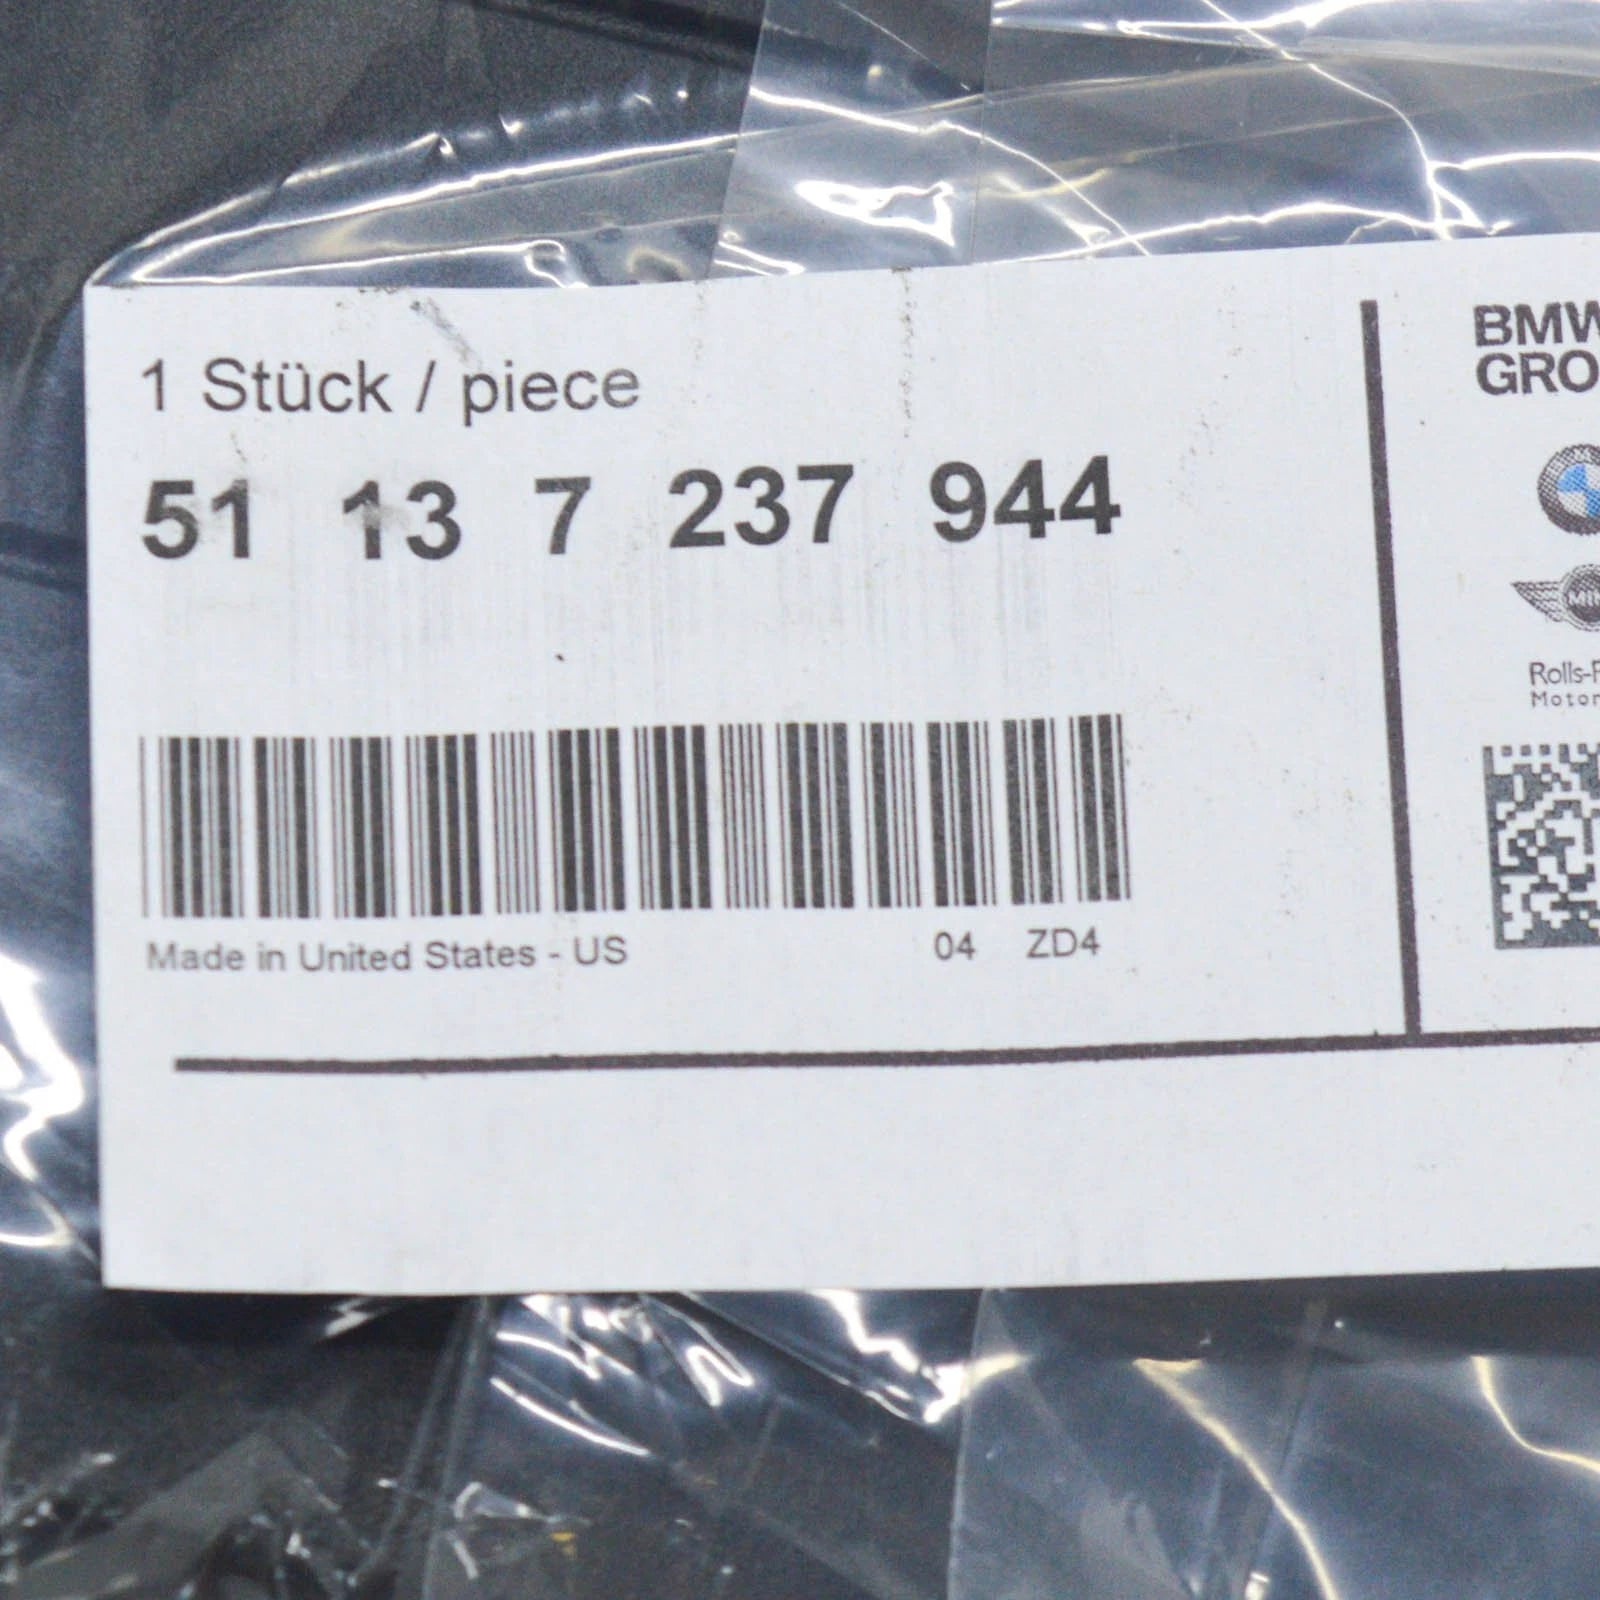 1 Stück / piece
51 13 7 237 944
Made in United States - US 04 ZD4
BMW
GRO
MIN
Rolls-R
Motor